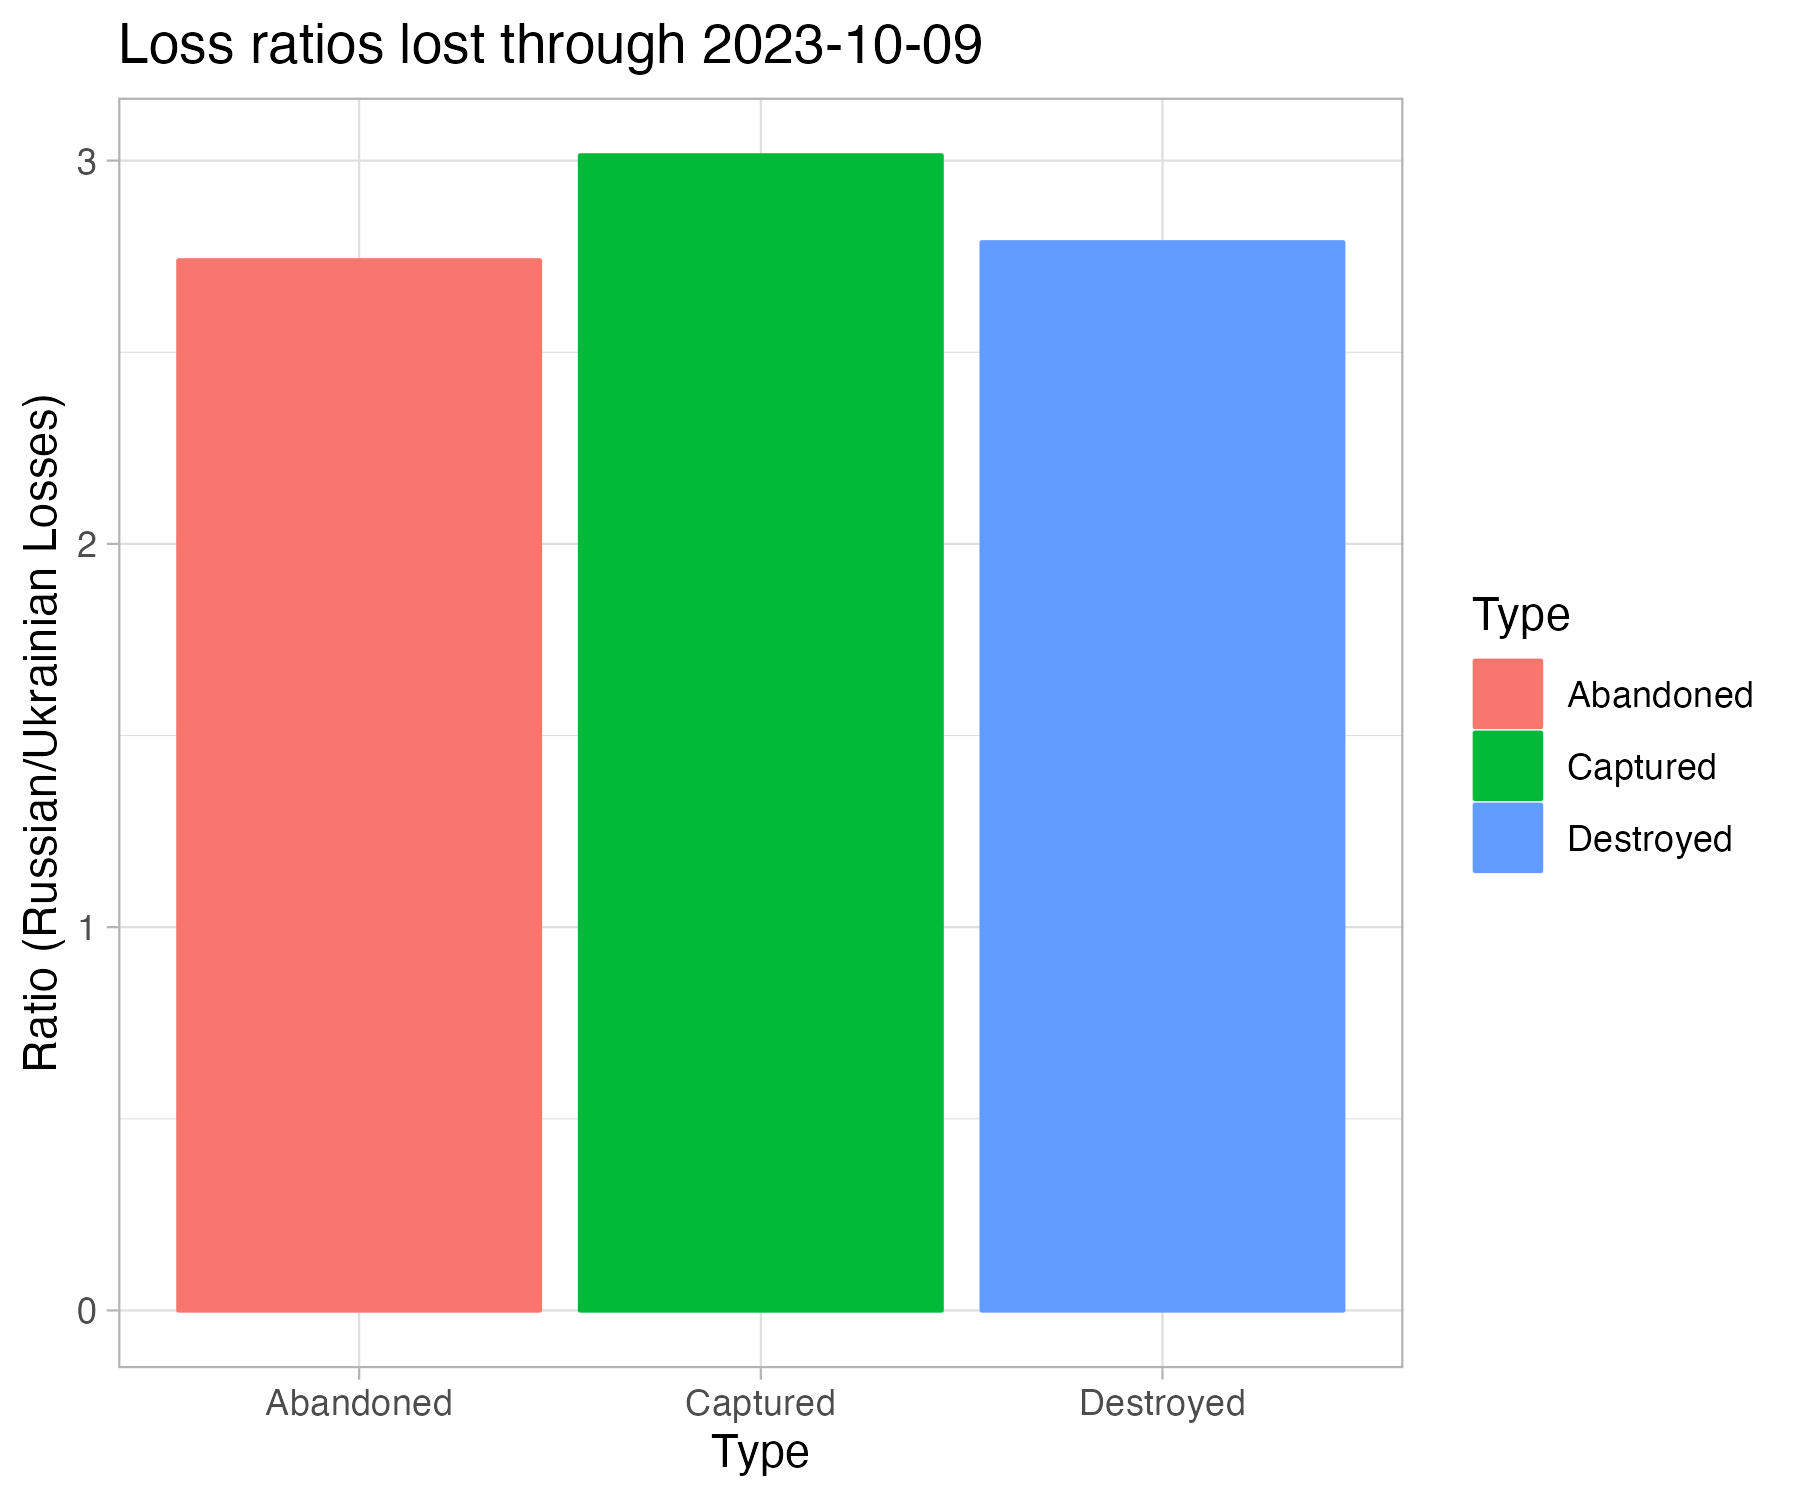 Loss ratios lost through 2023-10-09
Ratio (Russian/Ukrainian Losses)
3
2
1
0
Abandoned
Captured
Destroyed
Type
Type
Abandoned
Captured
Destroyed